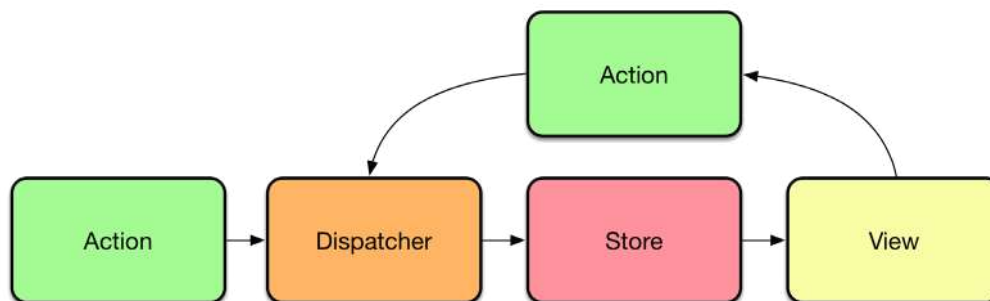 Action
Action
Dispatcher
Store
View